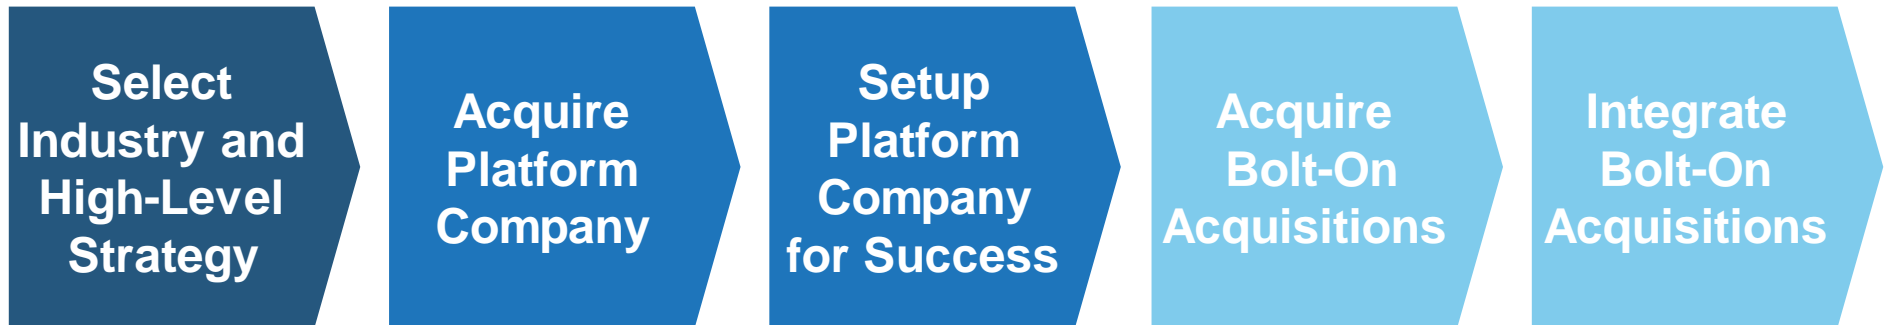 Select
Industry and
High-Level
Strategy
Acquire
Platform
Company
Setup
Platform
Company
for Success
Acquire
Bolt-On
Acquisitions
Integrate
Bolt-On
Acquisitions